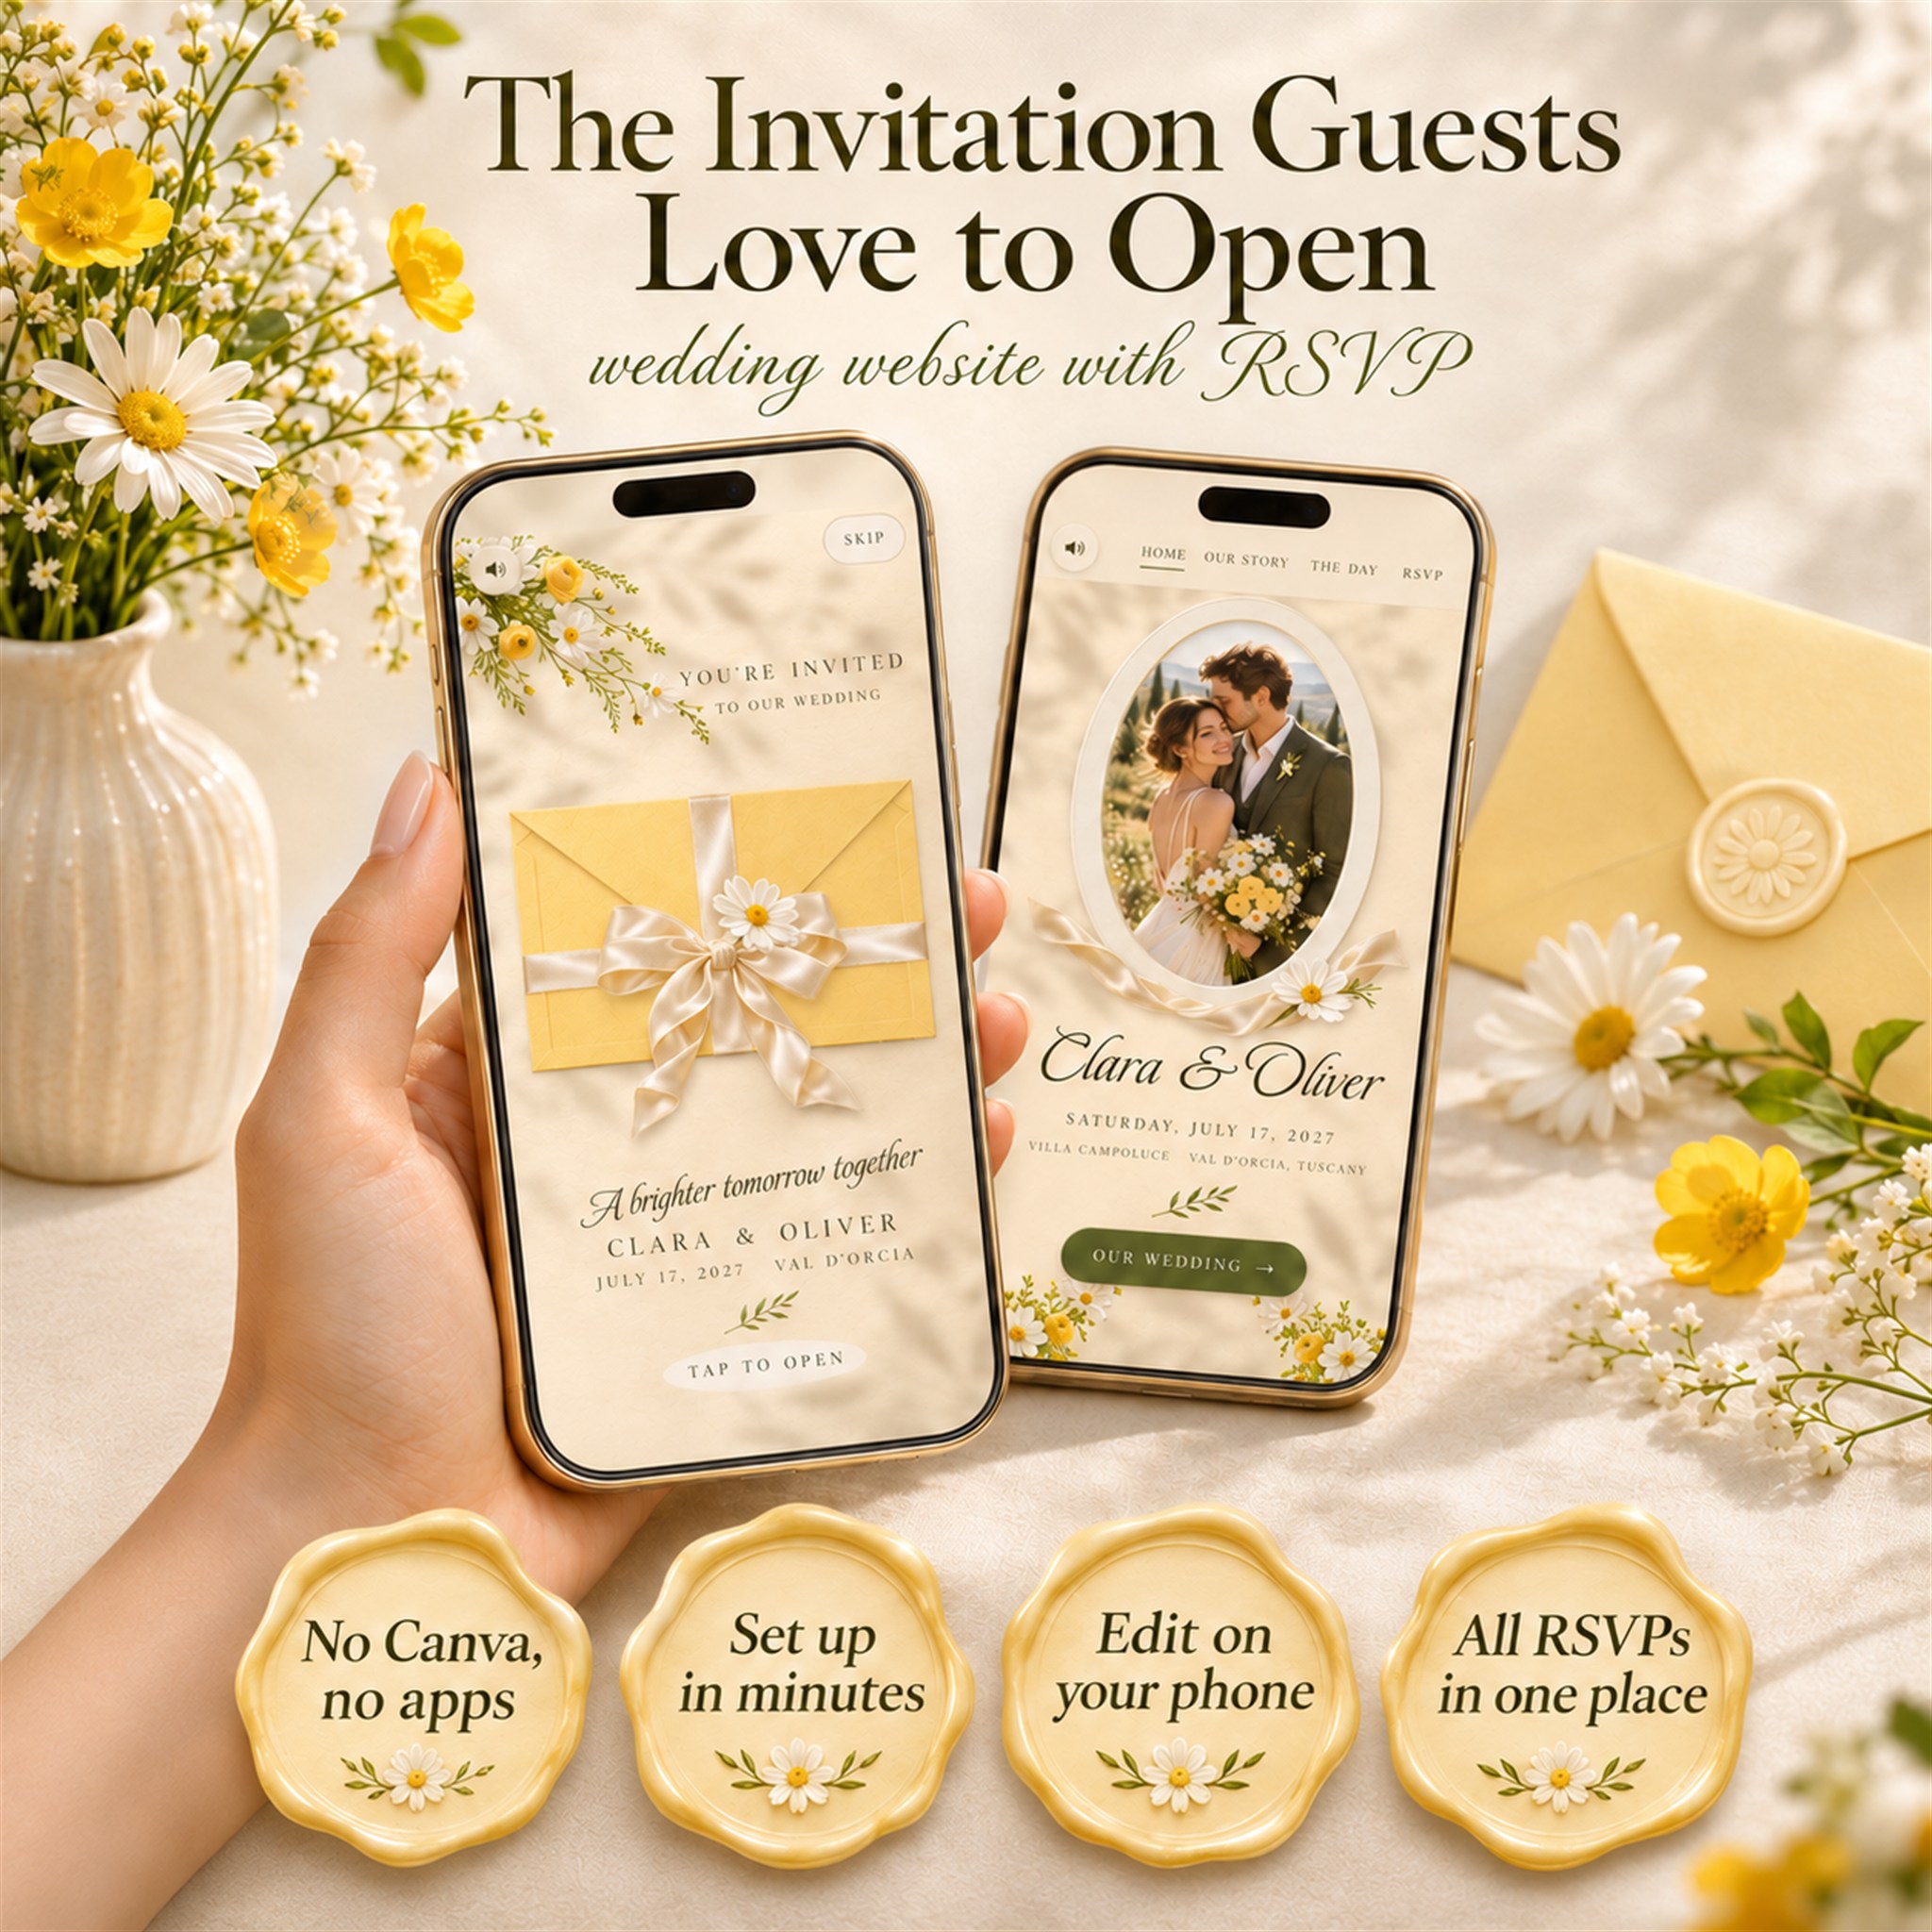 The Invitation Guests
Love to Open
wedding website with RSVP
SKIP
YOU'RE INVITED
TO OUR WEDDING
A brighter tomorrow together
CLARA & OLIVER
JULY 17, 2027 VAL D'ORCIA
TAP TO OPEN
HOME OUR STORY THE DAY RSVP
Clara & Oliver
SATURDAY, JULY 17, 2027
VILLA CAMPOLUCE VAL D'ORCIA, TUSCANY
OUR WEDDING →
No Canva,
no apps
Set up
in minutes
Edit on
your phone
All RSVPs
in one place